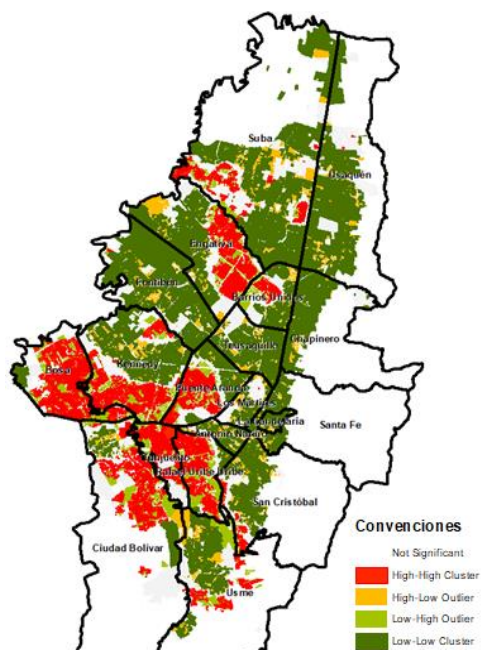 Suba
Usaquén
Engativá
Fontibón
Barrios Unidos
Teusaquillo
Chapinero
Bosa
Kennedy
Puente Aranda
Los Mártires
La Candelaria
Santa Fe
Antonio Nariño
Tunjuelito
Rafael Uribe Uribe
San Cristóbal
Ciudad Bolívar
Usme
Convenciones
Not Significant
High-High Cluster
High-Low Outlier
Low-High Outlier
Low-Low Cluster